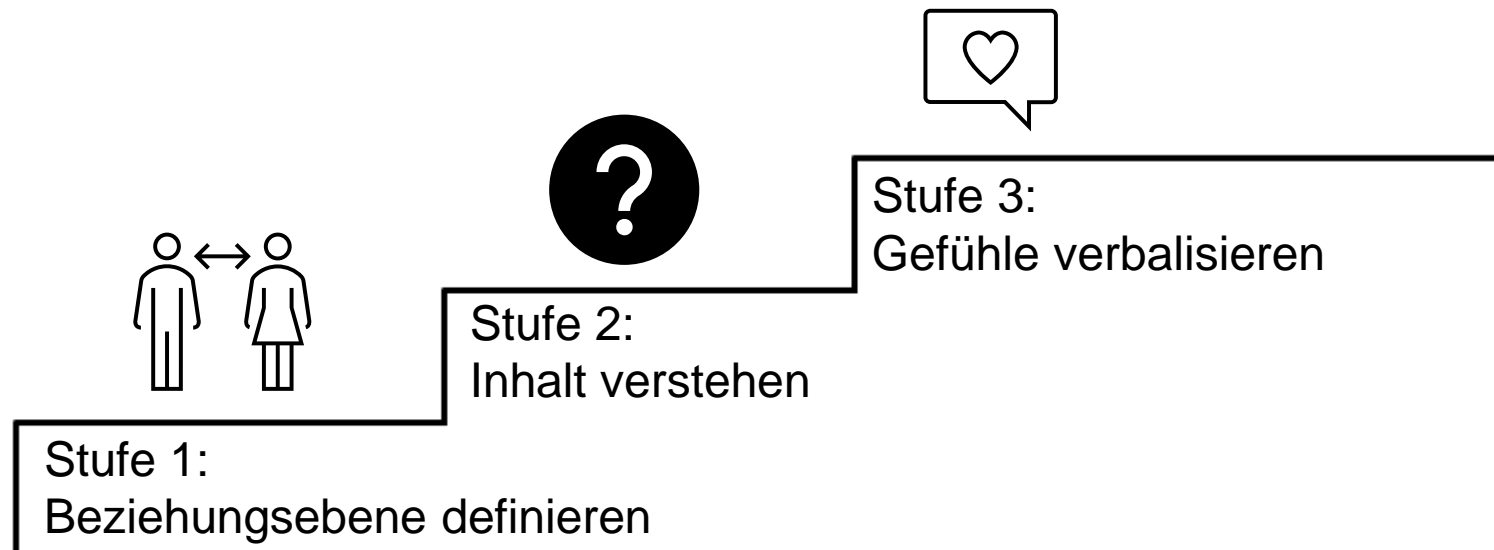 Stufe 3:
Gefühle verbalisieren
Stufe 2:
Inhalt verstehen
Stufe 1:
Beziehungsebene definieren